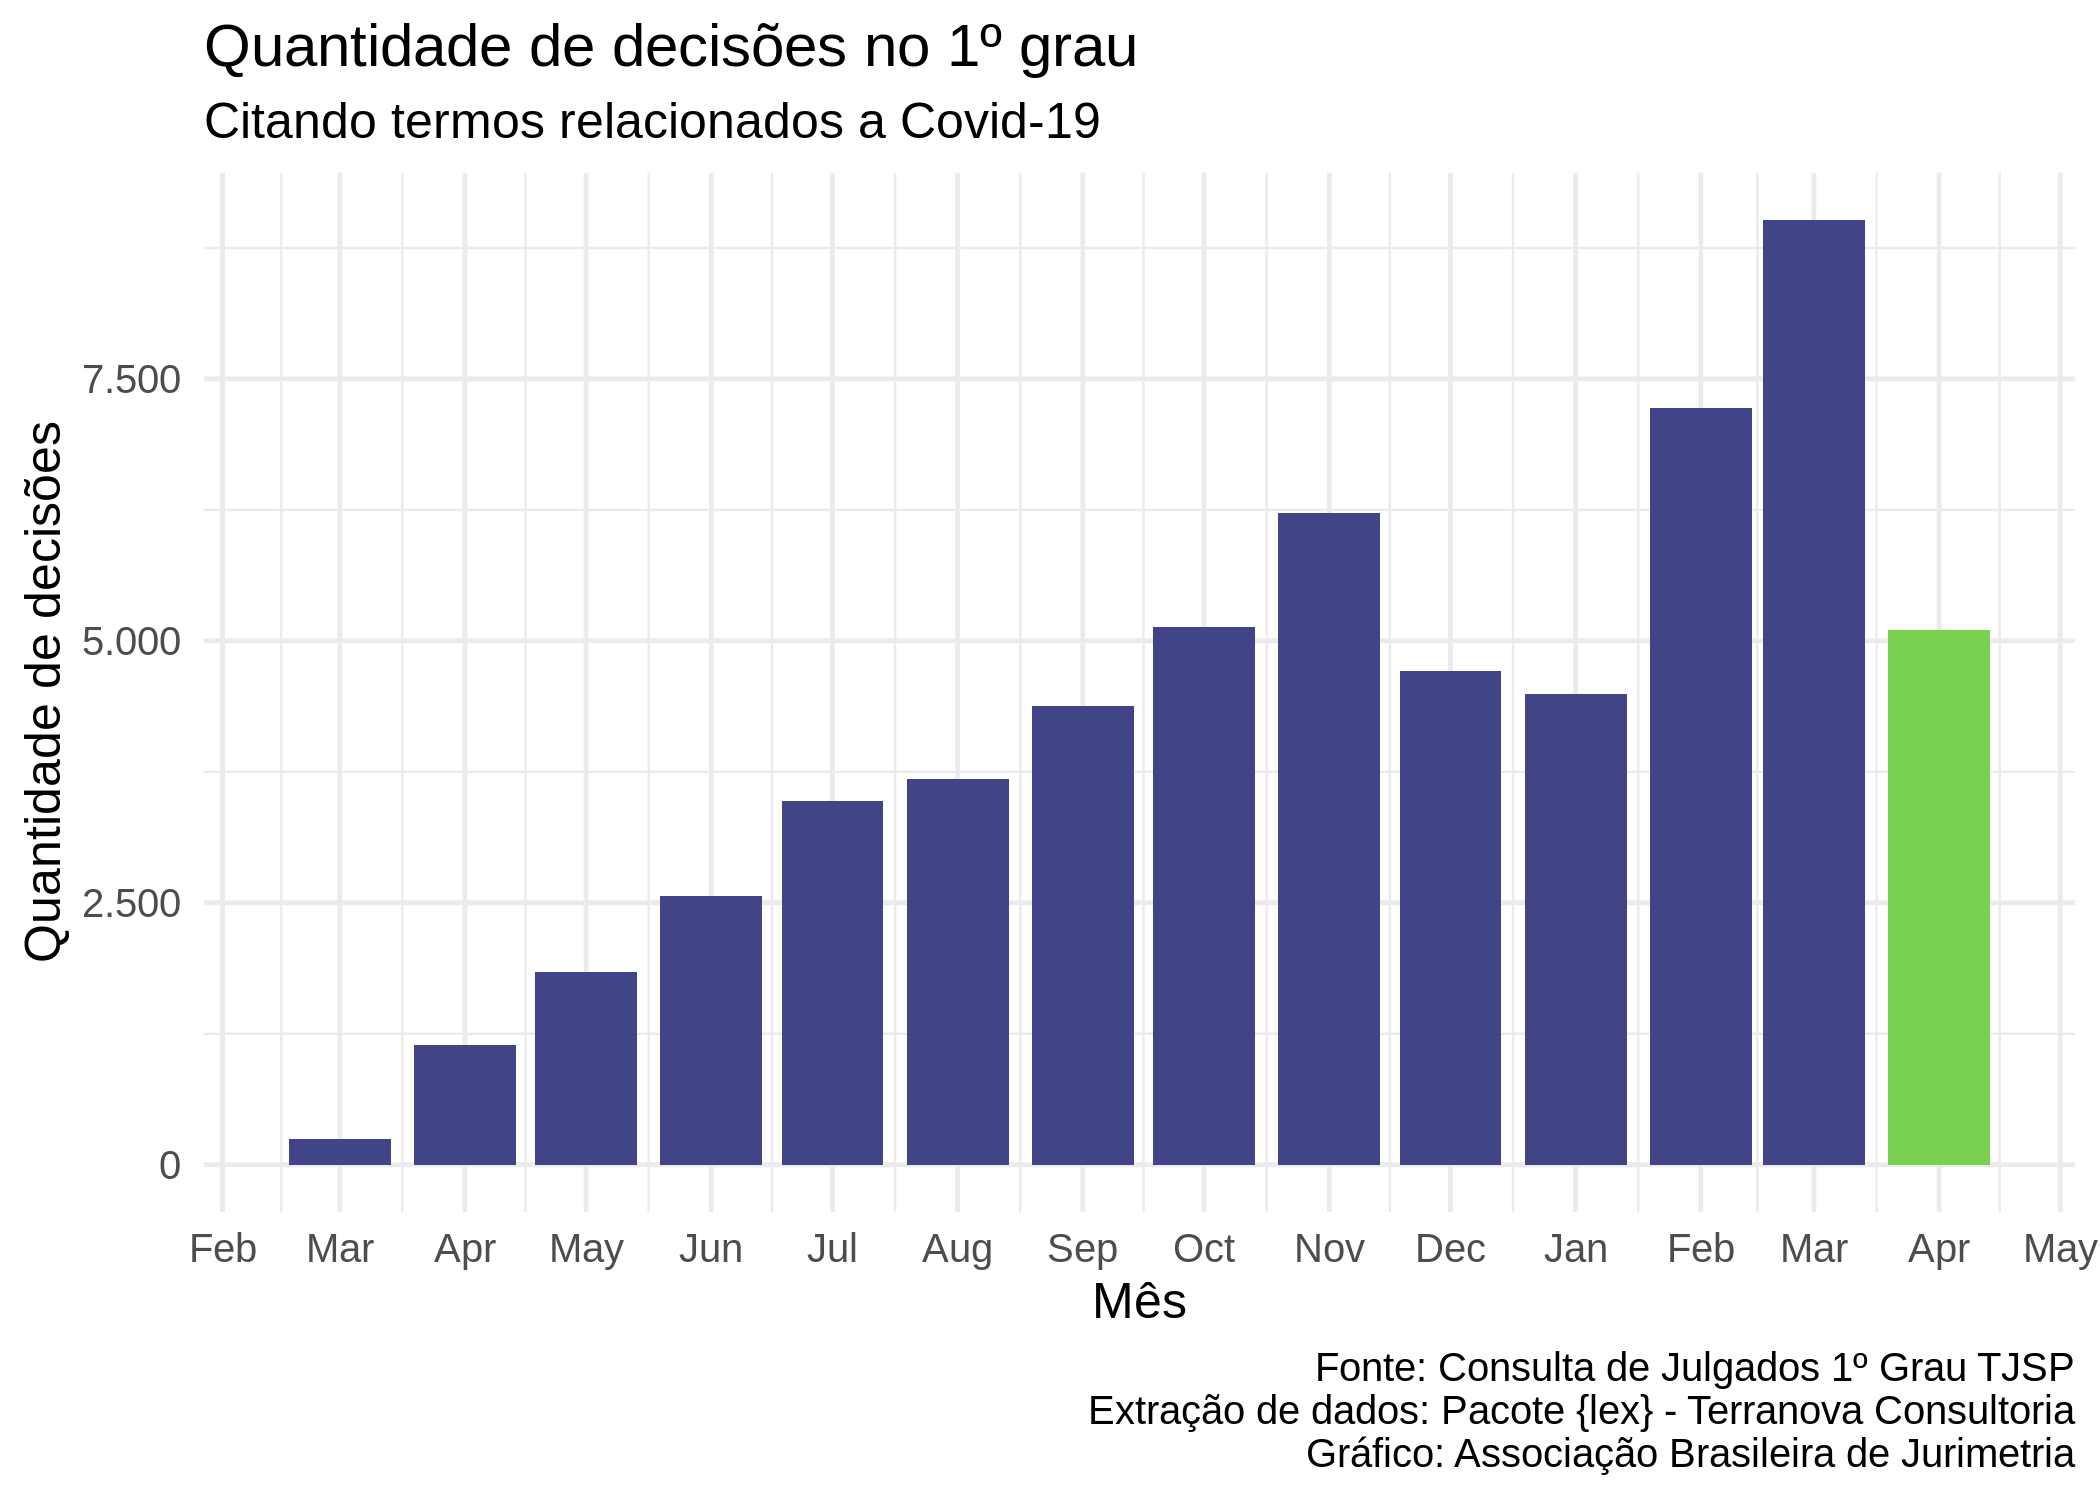 Quantidade de decisões no 1º grau
Citando termos relacionados a Covid-19
Quantidade de decisões
7.500
5.000
2.500
0
Feb Mar Apr May Jun Jul Aug Sep Oct Nov Dec Jan Feb Mar Apr May
Mês
Fonte: Consulta de Julgados 1º Grau TJSP
Extração de dados: Pacote {lex} - Terranova Consultoria
Gráfico: Associação Brasileira de Jurimetria